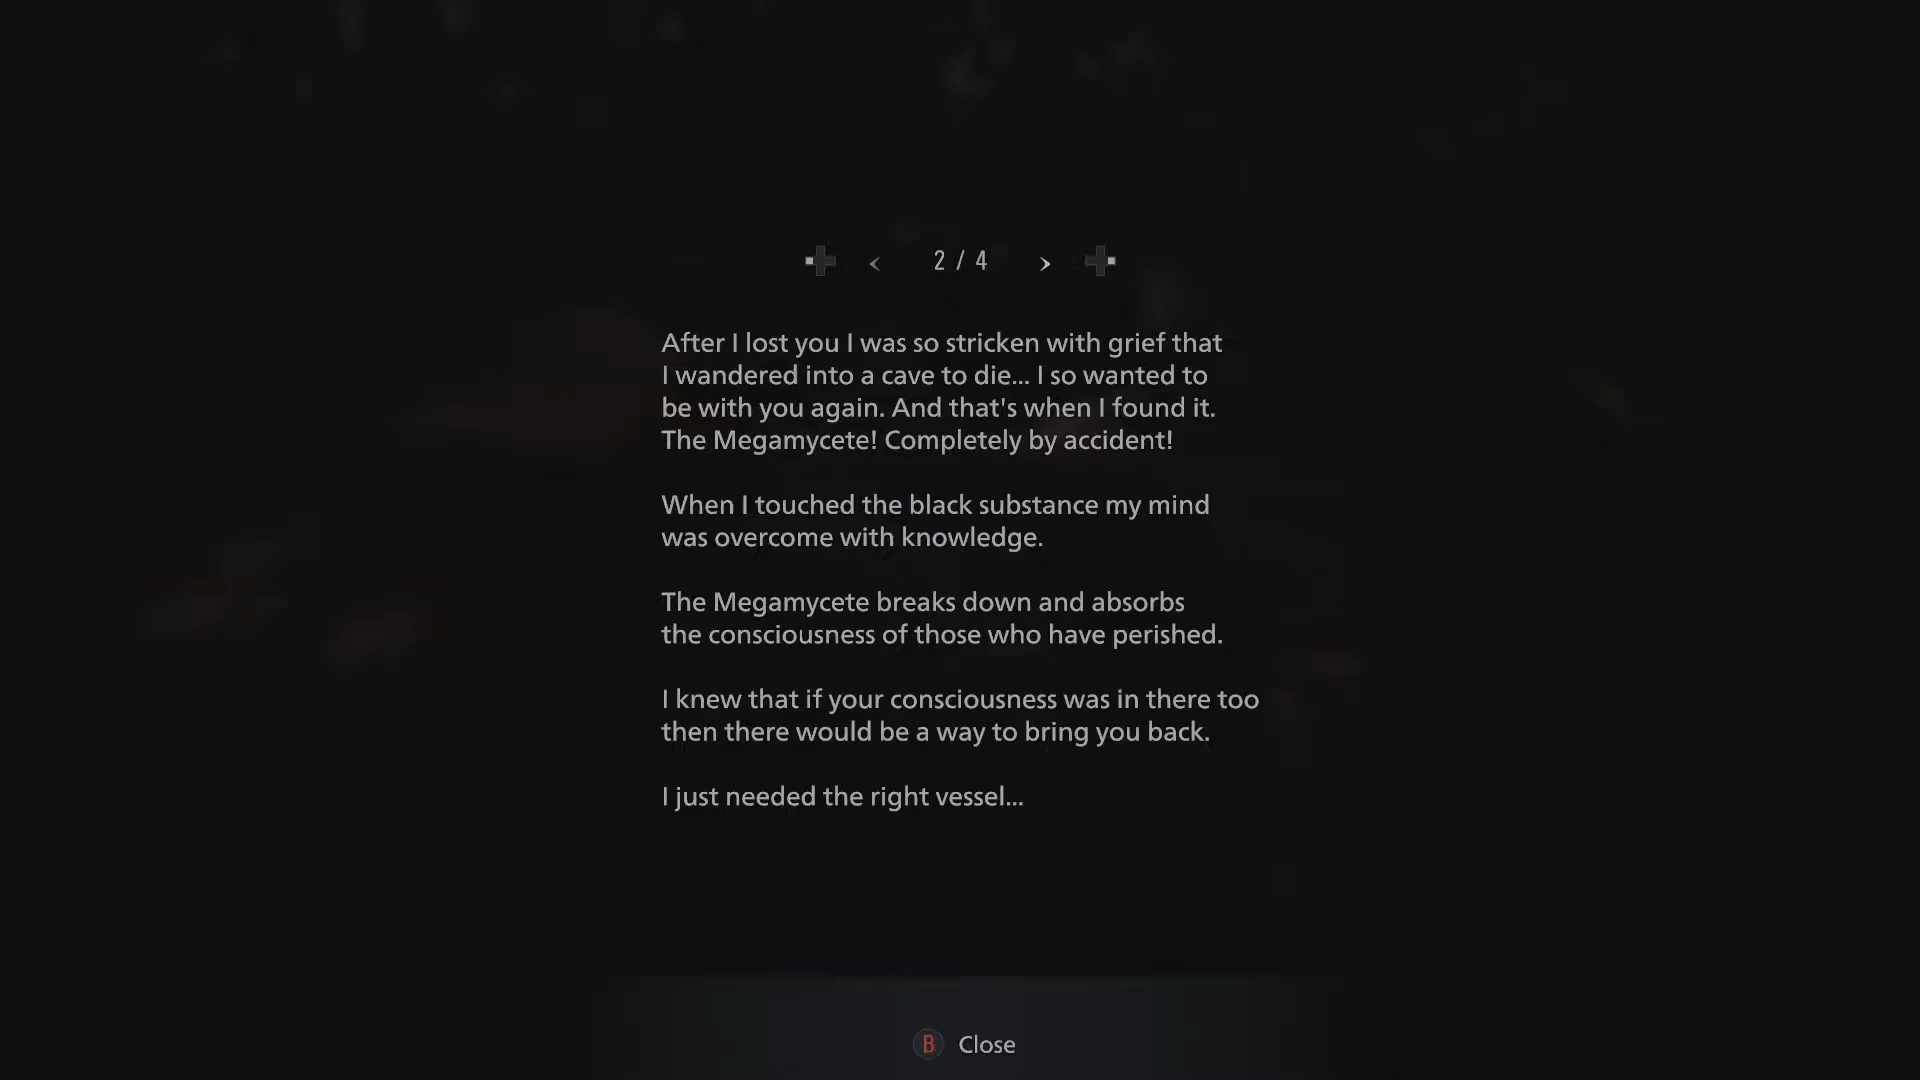 < 2 / 4 >
After I lost you I was so stricken with grief that
I wandered into a cave to die... I so wanted to
be with you again. And that's when I found it.
The Megamycete! Completely by accident!
When I touched the black substance my mind
was overcome with knowledge.
The Megamycete breaks down and absorbs
the consciousness of those who have perished.
I knew that if your consciousness was in there too
then there would be a way to bring you back.
I just needed the right vessel...
B Close